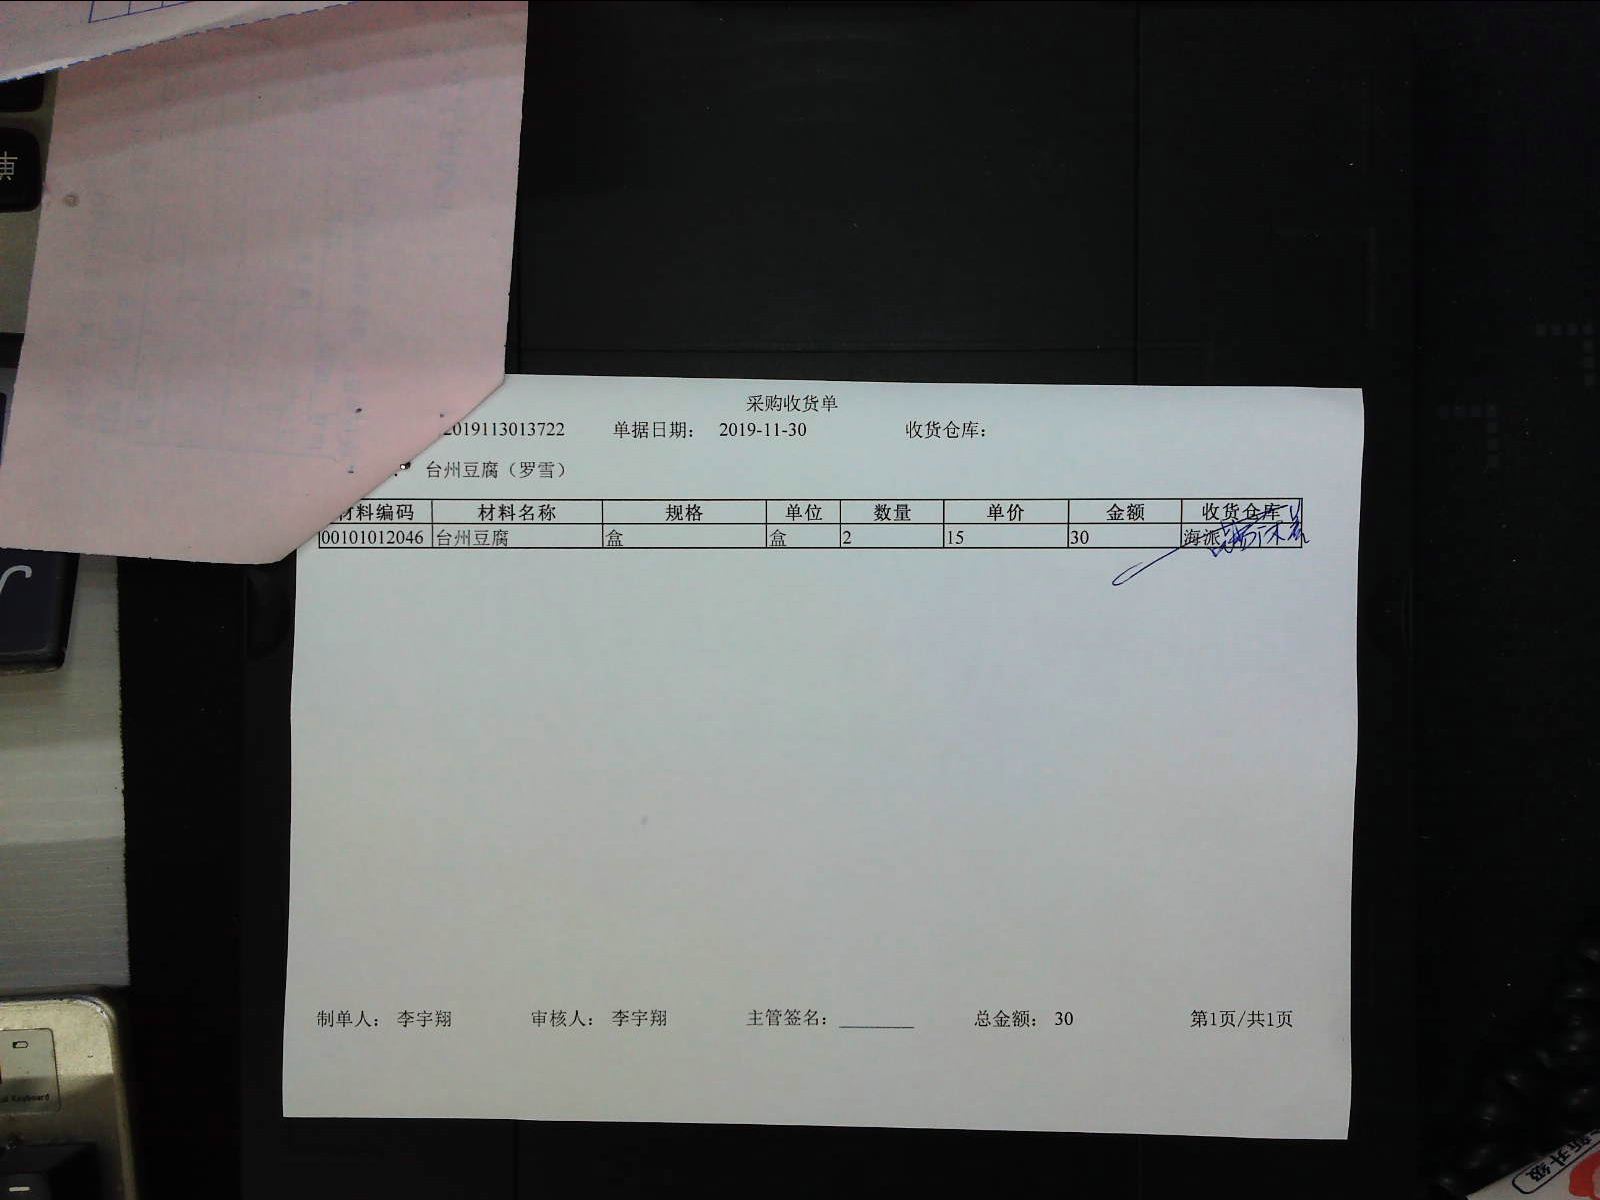 采购收货单
2019113013722 单据日期: 2019-11-30 收货仓库:
台州豆腐（罗雪）
材料编码 材料名称 规格 单位 数量 单价 金额 收货仓库
00101012046 台州豆腐 盒 盒 2 15 30 海派
制单人: 李宇翔 审核人: 李宇翔 主管签名: 总金额: 30 第1页/共1页